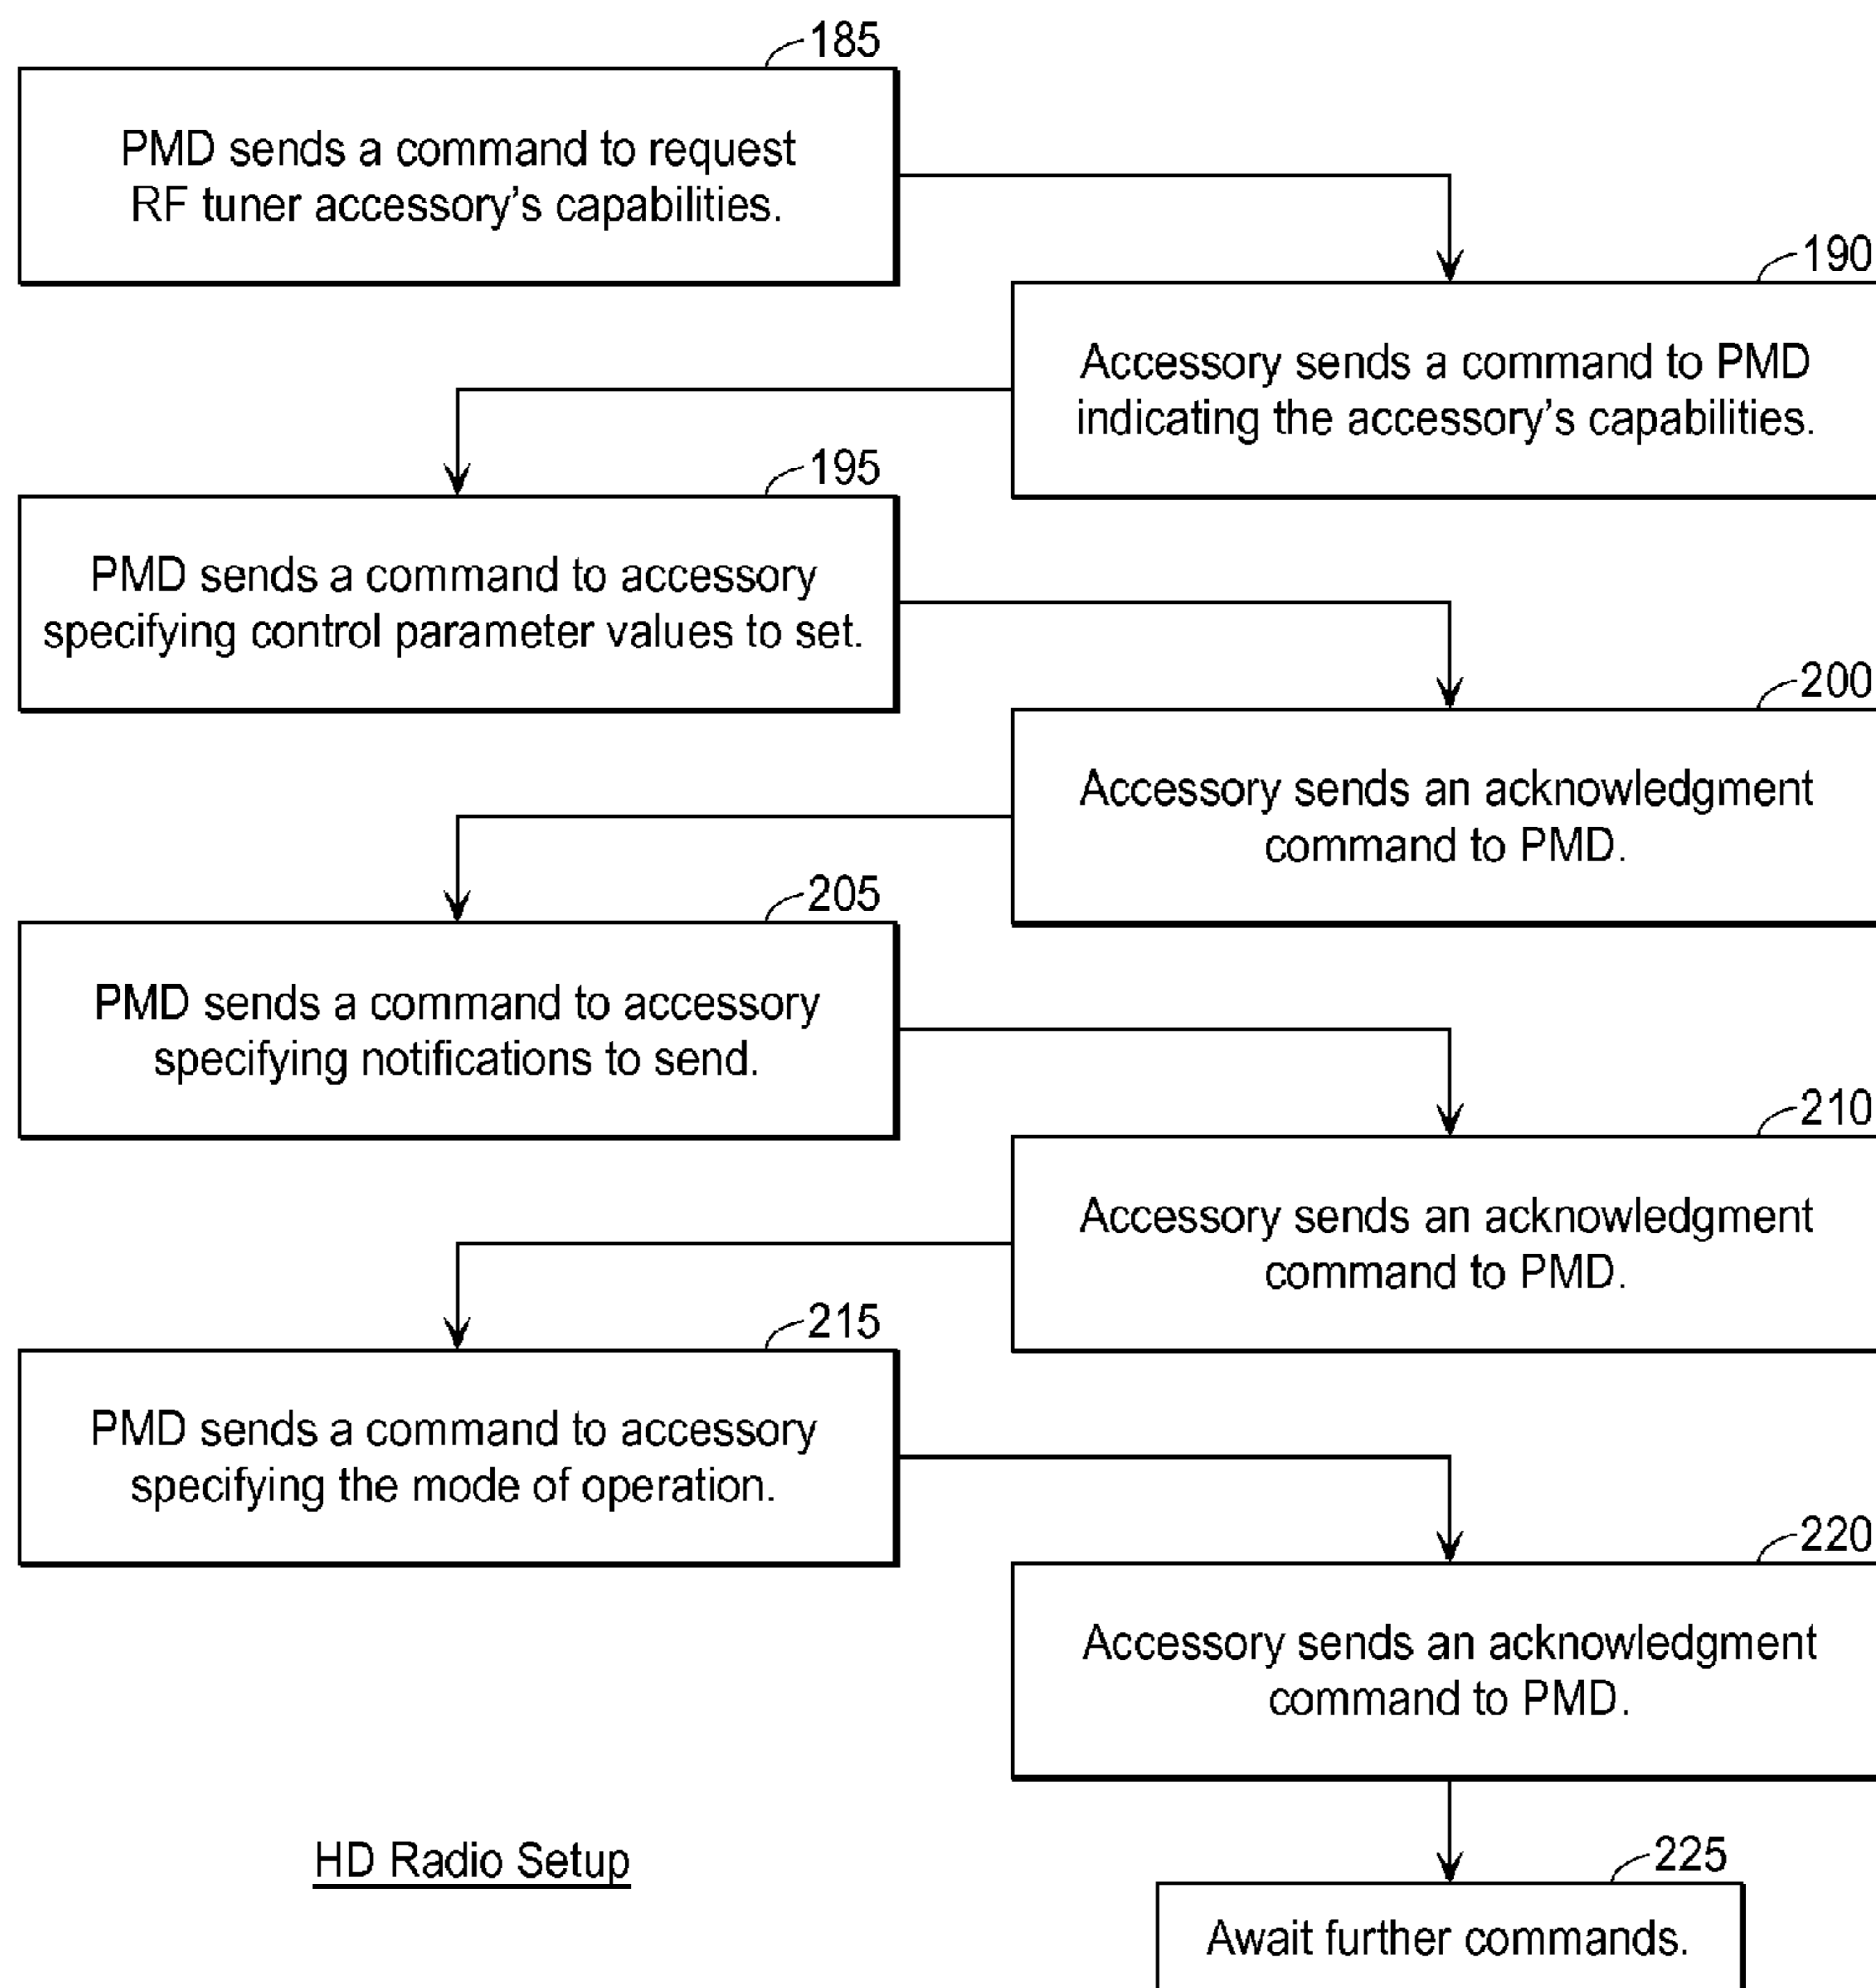 185
PMD sends a command to request
RF tuner accessory's capabilities.
190
Accessory sends a command to PMD
indicating the accessory's capabilities.
195
PMD sends a command to accessory
specifying control parameter values to set.
200
Accessory sends an acknowledgment
command to PMD.
205
PMD sends a command to accessory
specifying notifications to send.
210
Accessory sends an acknowledgment
command to PMD.
215
PMD sends a command to accessory
specifying the mode of operation.
220
Accessory sends an acknowledgment
command to PMD.
HD Radio Setup
225
Await further commands.